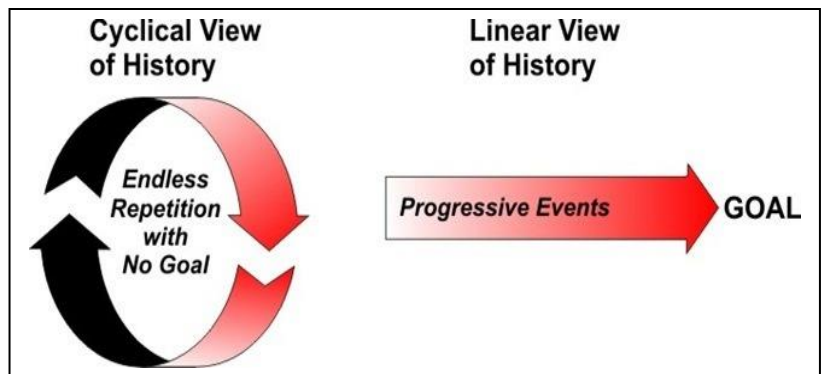 Cyclical View
of History
Endless
Repetition
with
No Goal
Linear View
of History
Progressive Events
GOAL